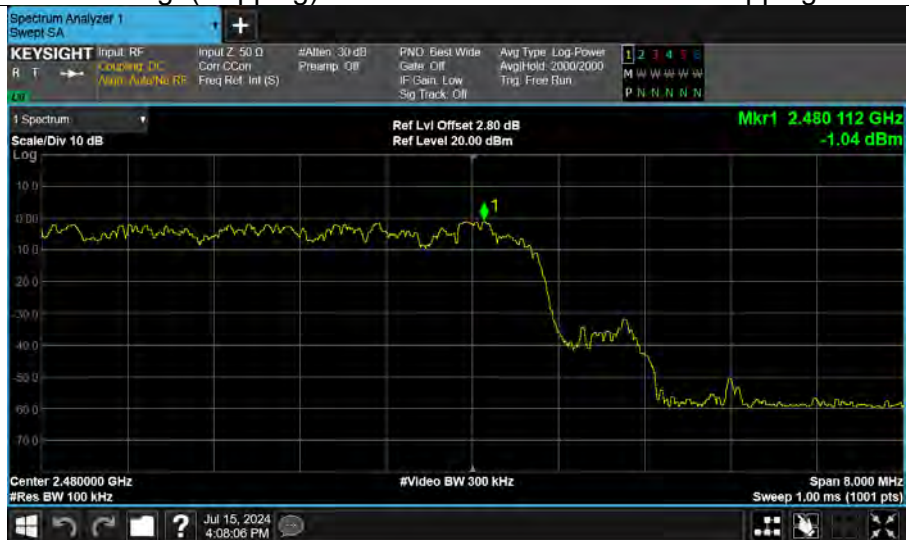 Spectrum Analyzer 1
Swept SA
+
KEYSIGHT
R T
Input: RF
Coupling: DC
Align: Auto/No RF
Input Z: 50 Ω
Corr CCorr
Freq Ref: Int (S)
#Atten: 30 dB
Preamp: Off
PNO: Best Wide
Gate: Off
IF Gain: Low
Sig Track: Off
Avg Type: Log-Power
Avg|Hold: 2000/2000
Trig: Free Run
1 2 3 4 5 6
M W W W W W
P N N N N N
1 Spectrum
Scale/Div 10 dB
Ref Lvl Offset 2.80 dB
Ref Level 20.00 dBm
Mkr1 2.480 112 GHz
-1.04 dBm
Log
10.0
0.00
-10.0
-20.0
-30.0
-40.0
-50.0
-60.0
-70.0
1
Center 2.480000 GHz
#Video BW 300 kHz
Span 8.000 MHz
#Res BW 100 kHz
Sweep 1.00 ms (1001 pts)
?
Jul 15, 2024
4:08:06 PM